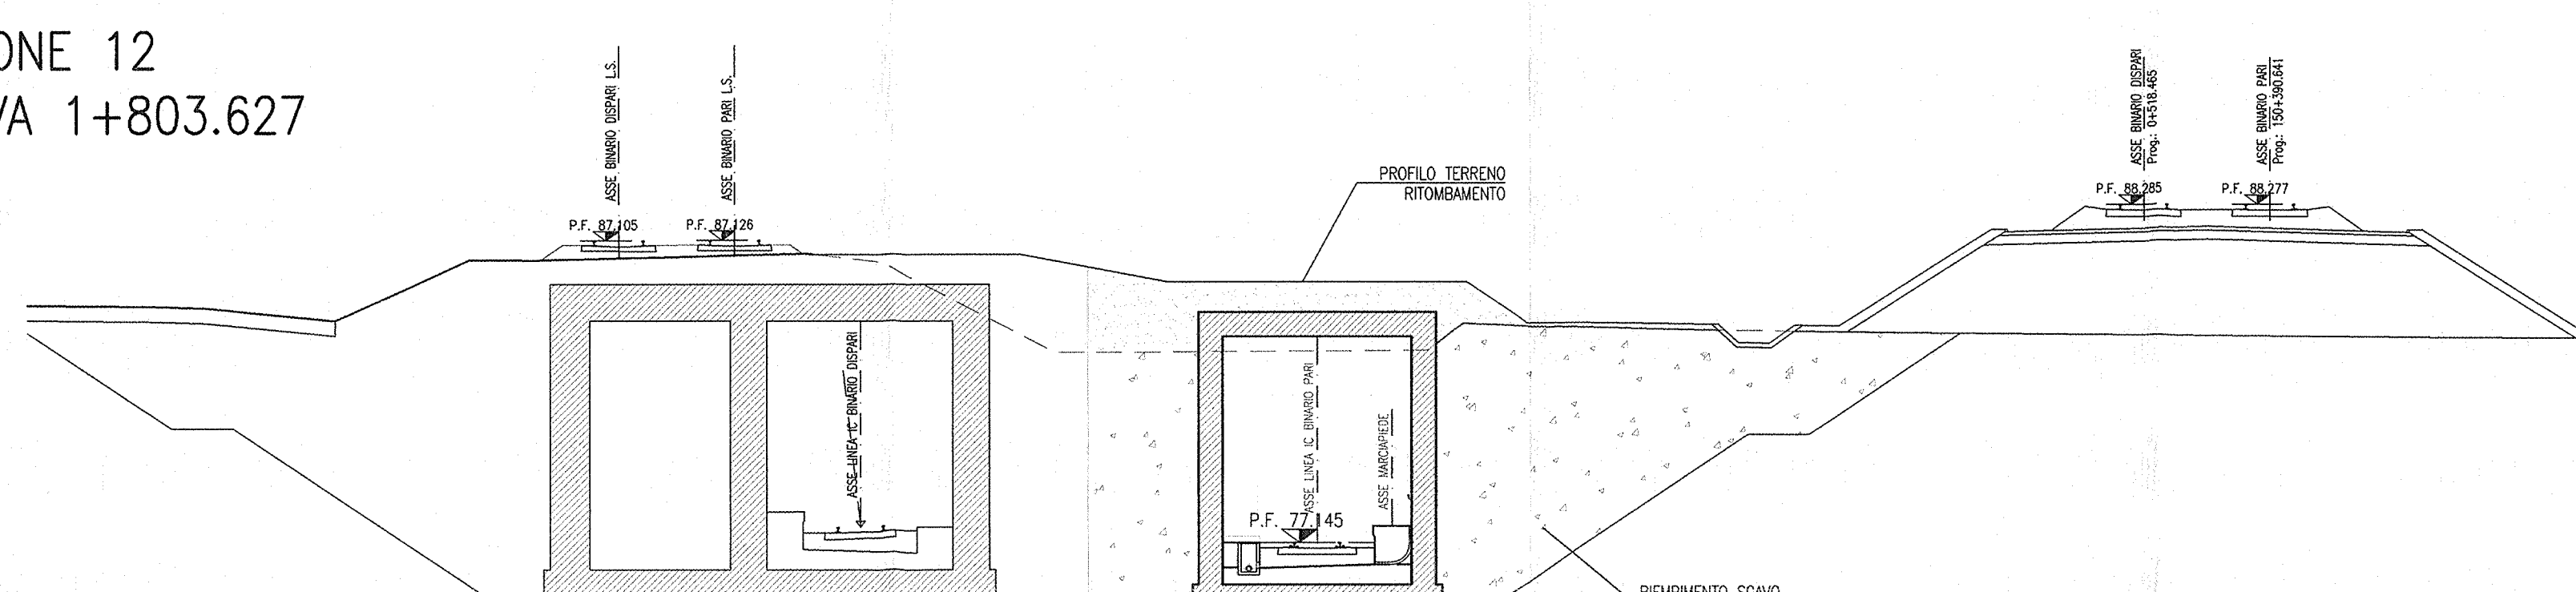 ONE 12
VA 1+803.627
ASSE BINARIO DISPARI L.S.
ASSE BINARIO PARI L.S.
P.F. 87.105
P.F. 87.126
PROFILO TERRENO
RITOMBAMENTO
ASSE BINARIO DISPARI
Prog.: 0+518.465
ASSE BINARIO PARI
Prog.: 150+390.641
P.F. 88.285
P.F. 88.277
ASSE LINEA IC BINARIO DISPARI
ASSE LINEA IC BINARIO PARI
ASSE MARCIAPIEDE
P.F. 77.145
RIEMPIMENTO SCAVO